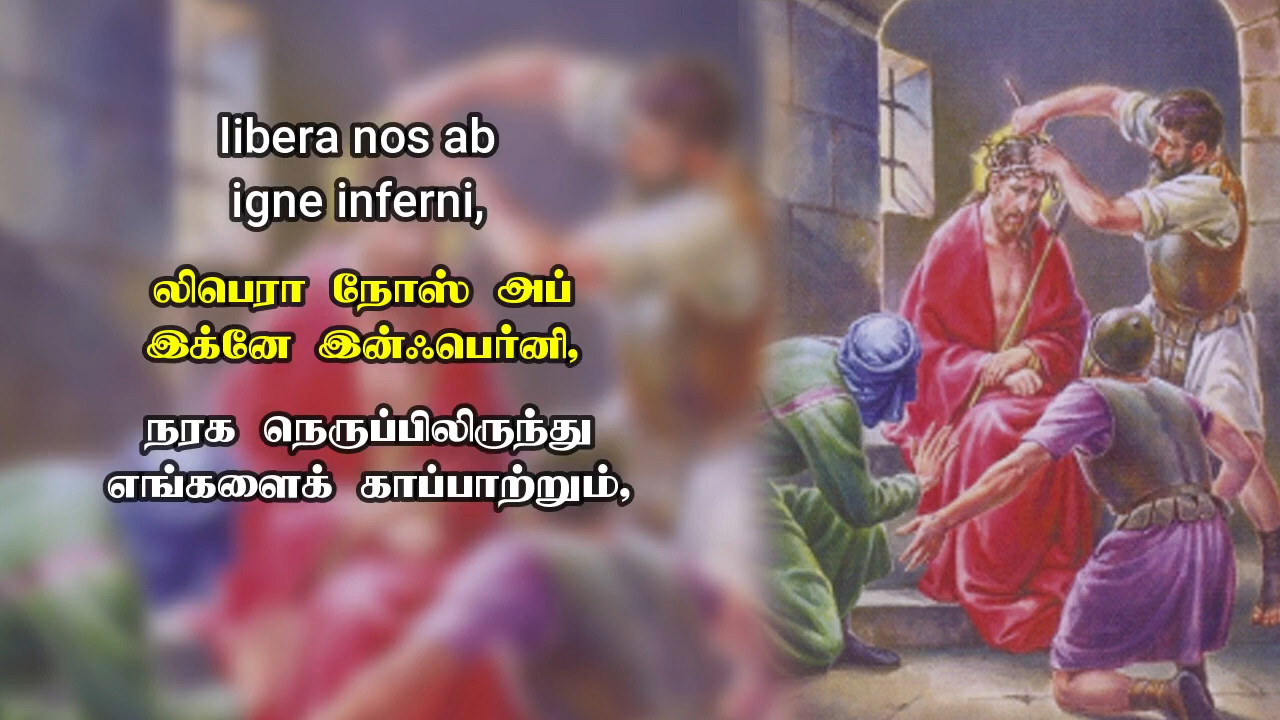 libera nos ab
igne inferni,
லிபெரா நோஸ் அப்
இக்னே இன்ஃபெர்னி,
நரக நெருப்பிலிருந்து
எங்களைக் காப்பாற்றும்,